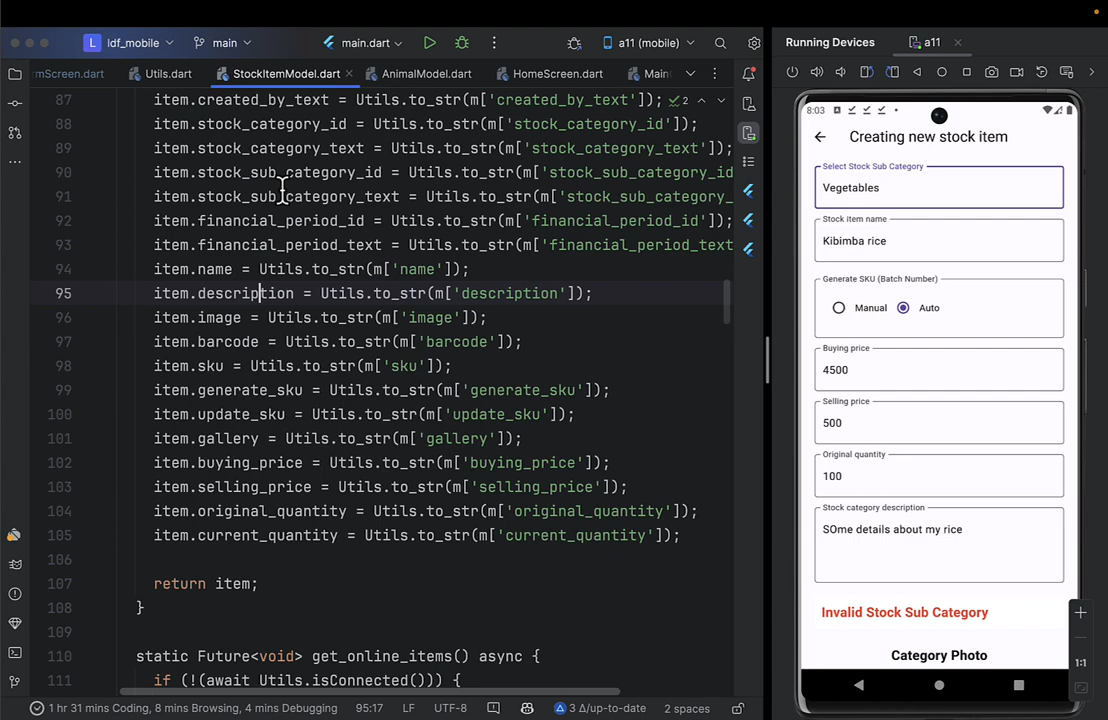 ldf_mobile
main
main.dart
a11 (mobile)
Running Devices
a11
rmScreen.dart
Utils.dart
StockItemModel.dart
AnimalModel.dart
HomeScreen.dart
Main
87 item.created_by_text = Utils.to_str(m['created_by_text']);
2
88 item.stock_category_id = Utils.to_str(m['stock_category_id']);
89 item.stock_category_text = Utils.to_str(m['stock_category_text']);
90 item.stock_sub_category_id = Utils.to_str(m['stock_sub_category_id
91 item.stock_sub_category_text = Utils.to_str(m['stock_sub_category_
92 item.financial_period_id = Utils.to_str(m['financial_period_id']);
93 item.financial_period_text = Utils.to_str(m['financial_period_text
94 item.name = Utils.to_str(m['name']);
95 item.description = Utils.to_str(m['description']);
96 item.image = Utils.to_str(m['image']);
97 item.barcode = Utils.to_str(m['barcode']);
98 item.sku = Utils.to_str(m['sku']);
99 item.generate_sku = Utils.to_str(m['generate_sku']);
100 item.update_sku = Utils.to_str(m['update_sku']);
101 item.gallery = Utils.to_str(m['gallery']);
102 item.buying_price = Utils.to_str(m['buying_price']);
103 item.selling_price = Utils.to_str(m['selling_price']);
104 item.original_quantity = Utils.to_str(m['original_quantity']);
105 item.current_quantity = Utils.to_str(m['current_quantity']);
106
107 return item;
108 }
109
110 static Future<void> get_online_items() async {
111 if (!(await Utils.isConnected())) {
1 hr 31 mins Coding, 8 mins Browsing, 4 mins Debugging
95:17
LF
UTF-8
3 Δ/up-to-date
2 spaces
8:03
Creating new stock item
Select Stock Sub Category
Vegetables
Stock item name
Kibimba rice
Generate SKU (Batch Number)
Manual
Auto
Buying price
4500
Selling price
500
Original quantity
100
Stock category description
SOme details about my rice
Invalid Stock Sub Category
Category Photo
1:1